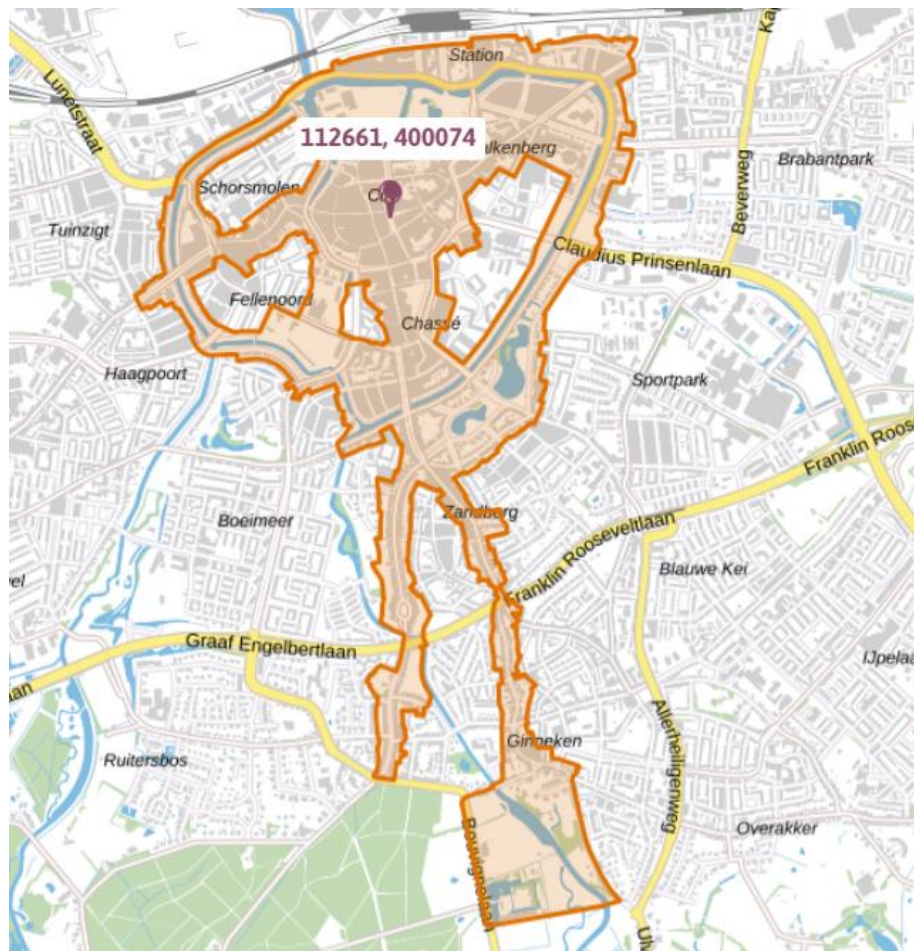 Station
Lunetstraat
112661, 400074
alkenberg
Schorsmolen
Brabantpark
Beverweg
Tuinzigt
Claudius Prinsenlaan
Fellenoord
Chassé
Haagpoort
Sportpark
Franklin Roos
Zandberg
Boeimeer
Franklin Rooseveltlaan
Blauwe Kei
Graaf Engelbertlaan
IJpelaa
laan
Allerheiligenweg
Ginneken
Ruitersbos
Bouvignelaan
Overakker